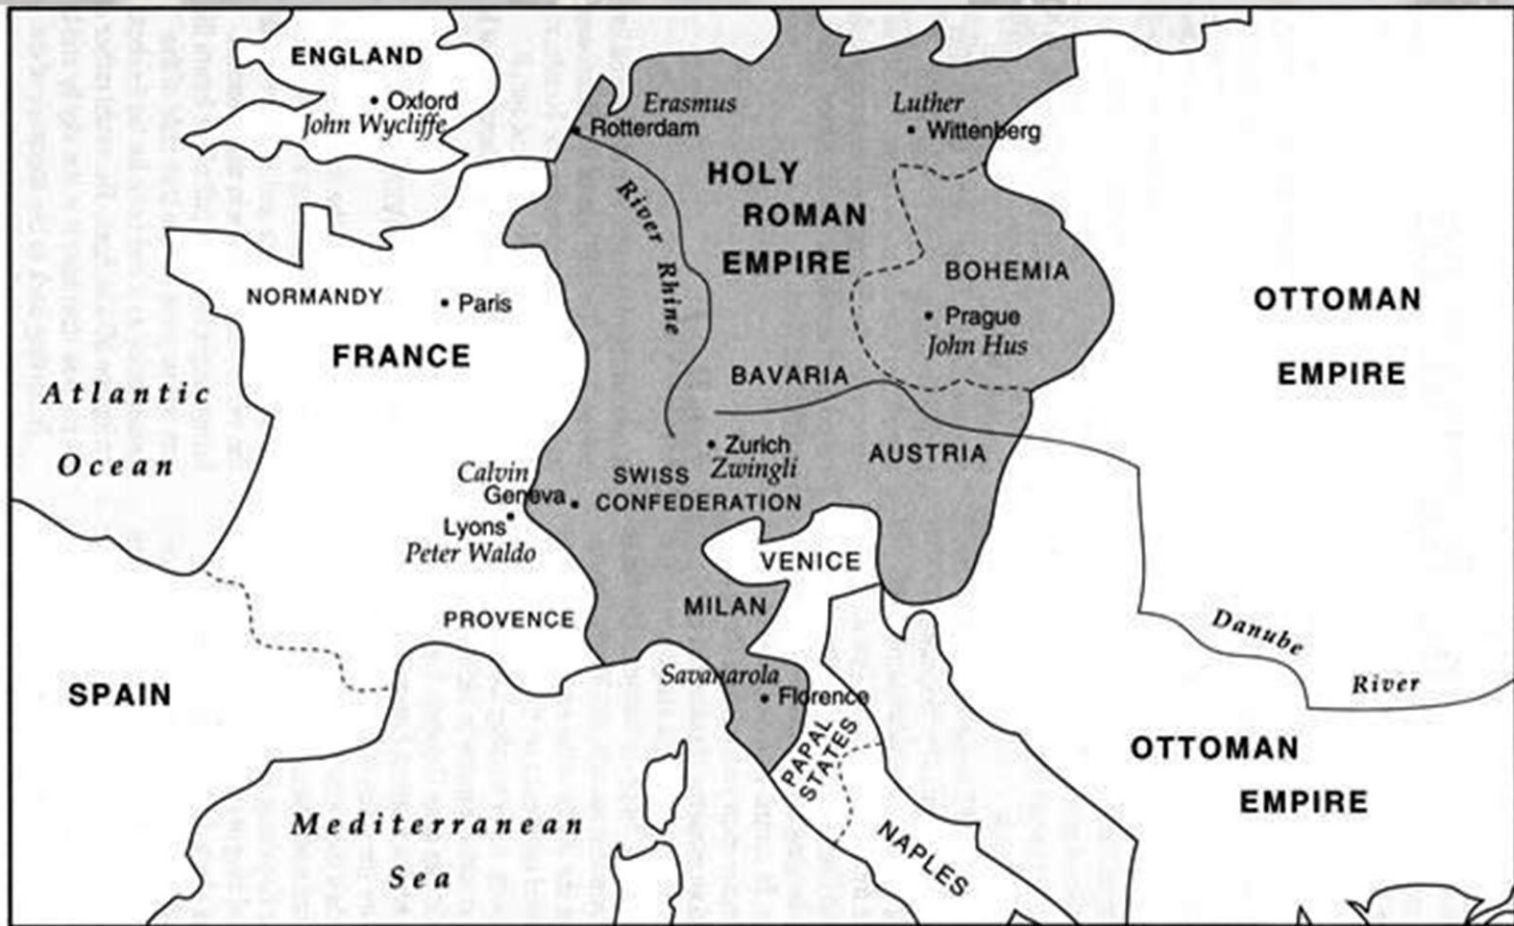 ENGLAND
Oxford
John Wycliffe
Erasmus
Rotterdam
Luther
Wittenberg
HOLY
ROMAN
EMPIRE
River Rhine
BOHEMIA
Prague
John Hus
NORMANDY
Paris
FRANCE
BAVARIA
OTTOMAN
EMPIRE
Atlantic
Ocean
Zurich
Zwingli
AUSTRIA
SWISS
CONFEDERATION
Calvin
Geneva
Lyons
Peter Waldo
VENICE
MILAN
PROVENCE
Savanarola
Florence
SPAIN
PAPAL
STATES
Danube
River
OTTOMAN
EMPIRE
Mediterranean
Sea
NAPLES